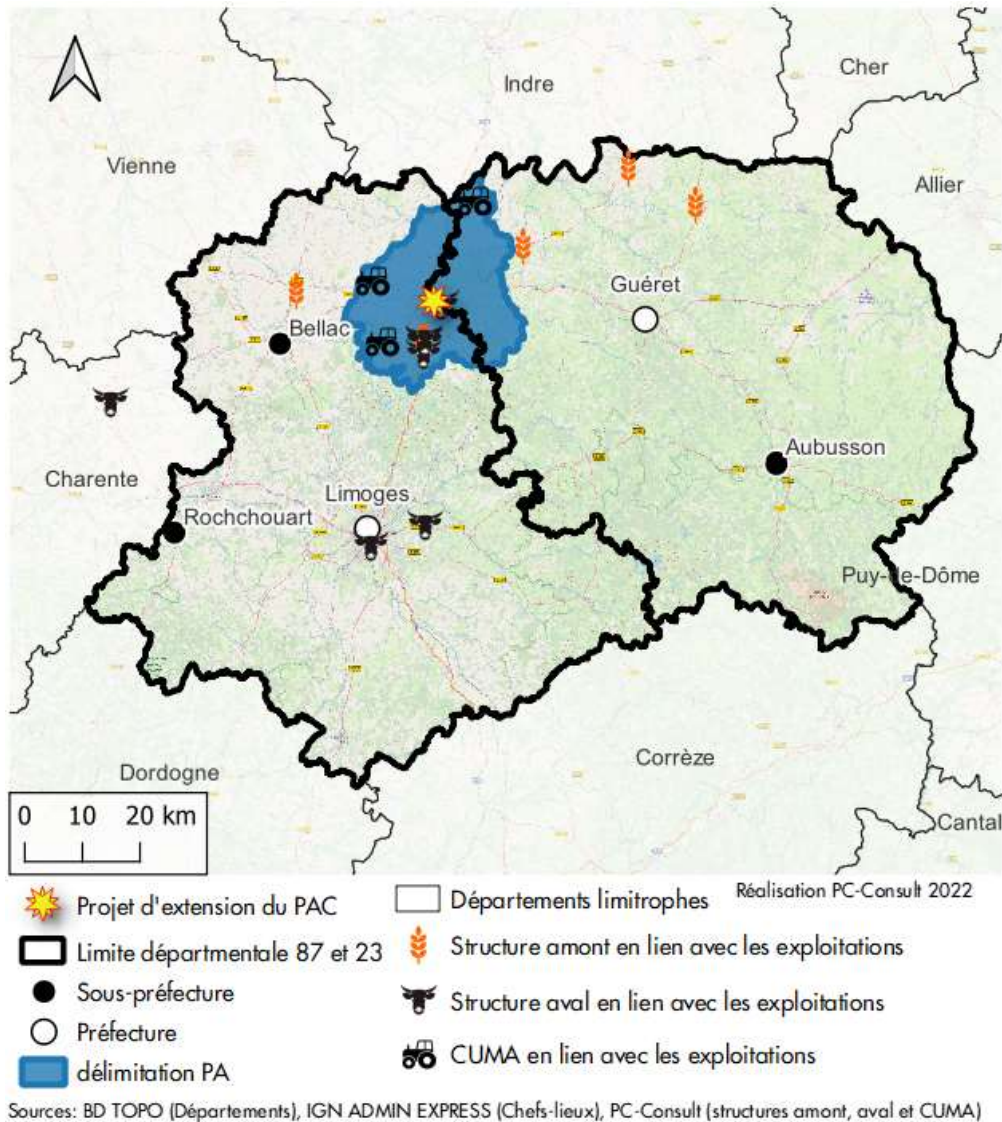 Indre
Cher
Vienne
Allier
Guéret
Bellac
Aubusson
Charente
Limoges
Rochchouart
Puy-de-Dôme
Corrèze
Dordogne
Cantal
0 10 20 km
Réalisation PC-Consult 2022
Projet d'extension du PAC
Limite départmentale 87 et 23
Sous-préfecture
Préfecture
délimitation PA
Départements limitrophes
Structure amont en lien avec les exploitations
Structure aval en lien avec les exploitations
CUMA en lien avec les exploitations
Sources: BD TOPO (Départements), IGN ADMIN EXPRESS (Chefs-lieux), PC-Consult (structures amont, aval et CUMA)